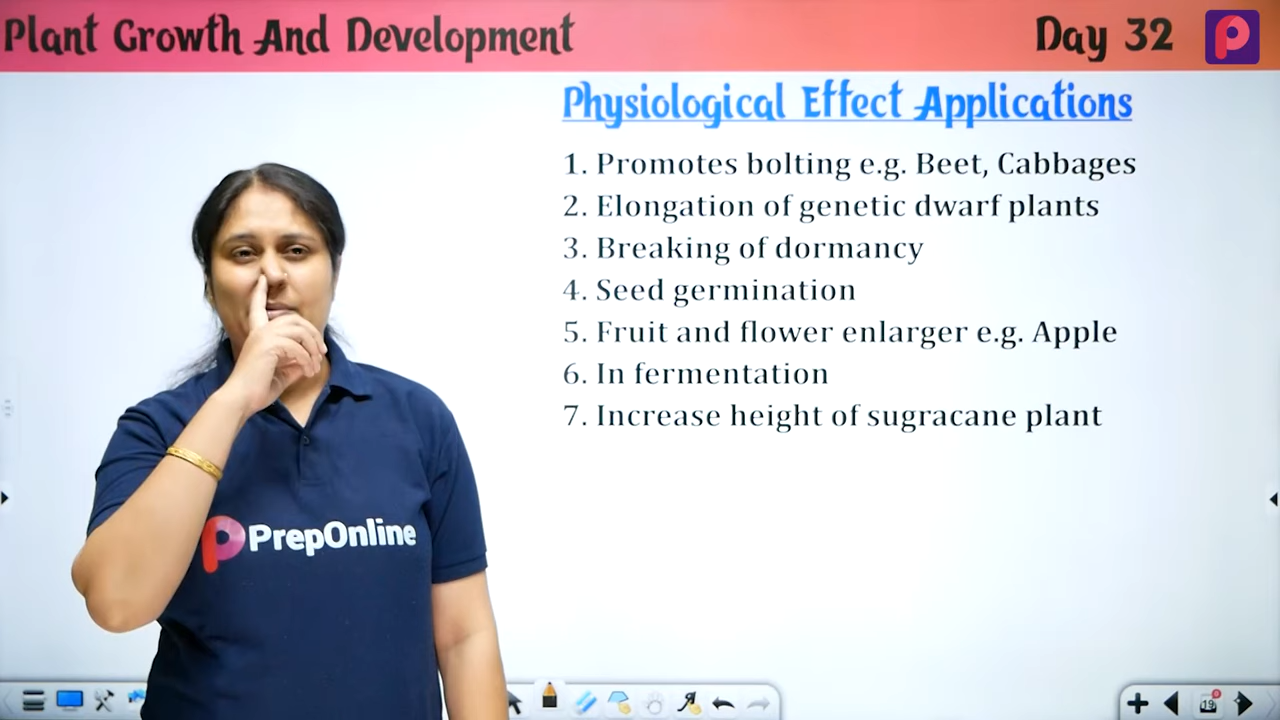 Plant Growth And Development
Day 32
Physiological Effect Applications
1. Promotes bolting e.g. Beet, Cabbages
2. Elongation of genetic dwarf plants
3. Breaking of dormancy
4. Seed germination
5. Fruit and flower enlarger e.g. Apple
6. In fermentation
7. Increase height of sugracane plant
PrepOnline
19